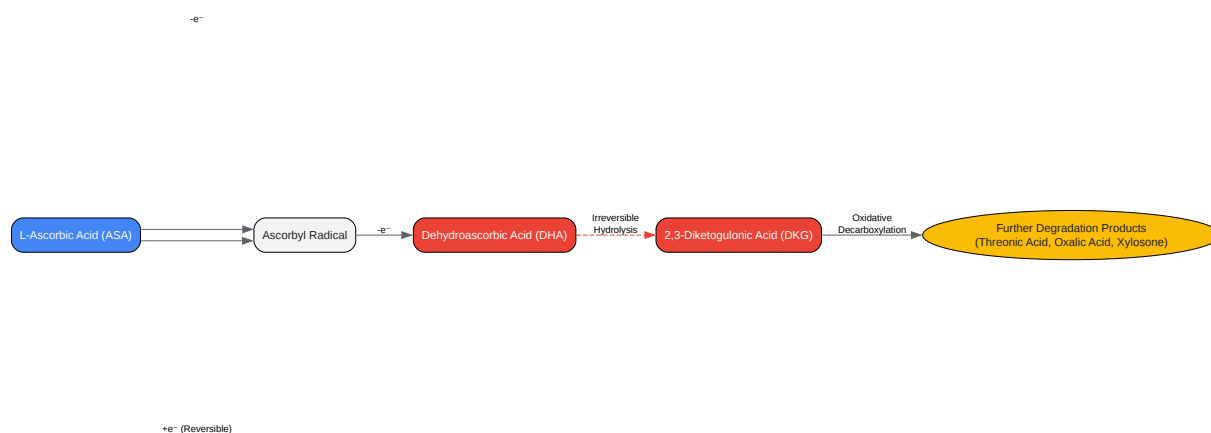 -e⁻
L-Ascorbic Acid (ASA)
Ascorbyl Radical
-e⁻
Dehydroascorbic Acid (DHA)
Irreversible
Hydrolysis
2,3-Diketogulonic Acid (DKG)
Oxidative
Decarboxylation
Further Degradation Products
(Threonic Acid, Oxalic Acid, Xylosone)
+e⁻ (Reversible)